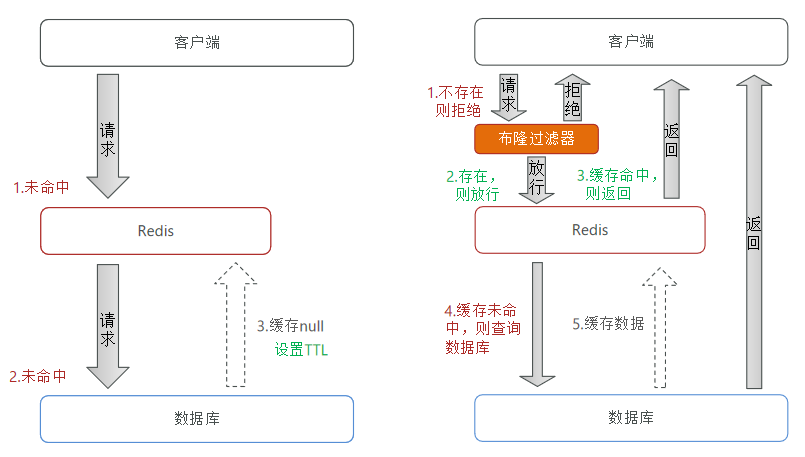 客户端
请求
1.未命中
Redis
请求
3.缓存null
设置TTL
2.未命中
数据库
客户端
1.不存在
则拒绝
请求
拒绝
布隆过滤器
2.存在，
则放行
放行
3.缓存命中，
则返回
返回
Redis
返回
4.缓存未命
中，则查询
数据库
5.缓存数据
数据库